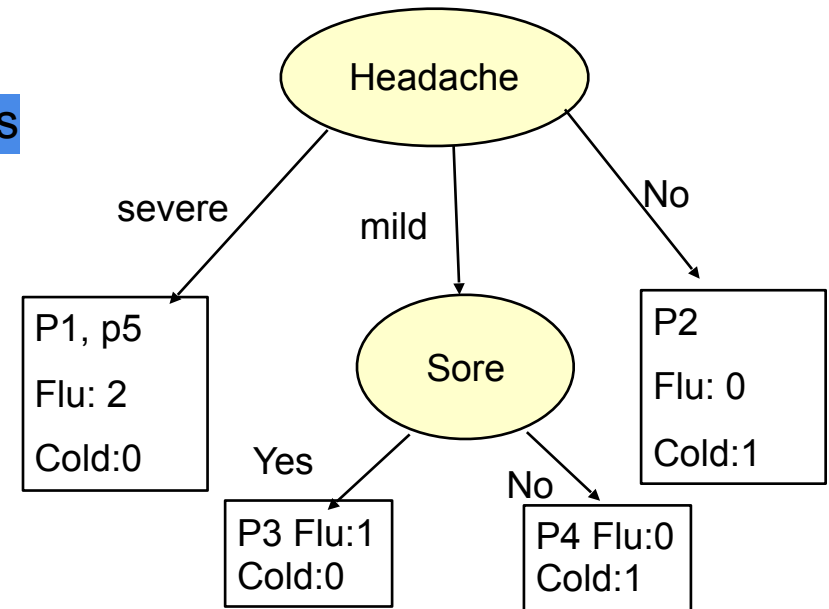 Headache
s
severe
mild
No
P1, p5
Flu: 2
Cold:0
Sore
P2
Flu: 0
Cold:1
Yes
No
P3 Flu:1
Cold:0
P4 Flu:0
Cold:1